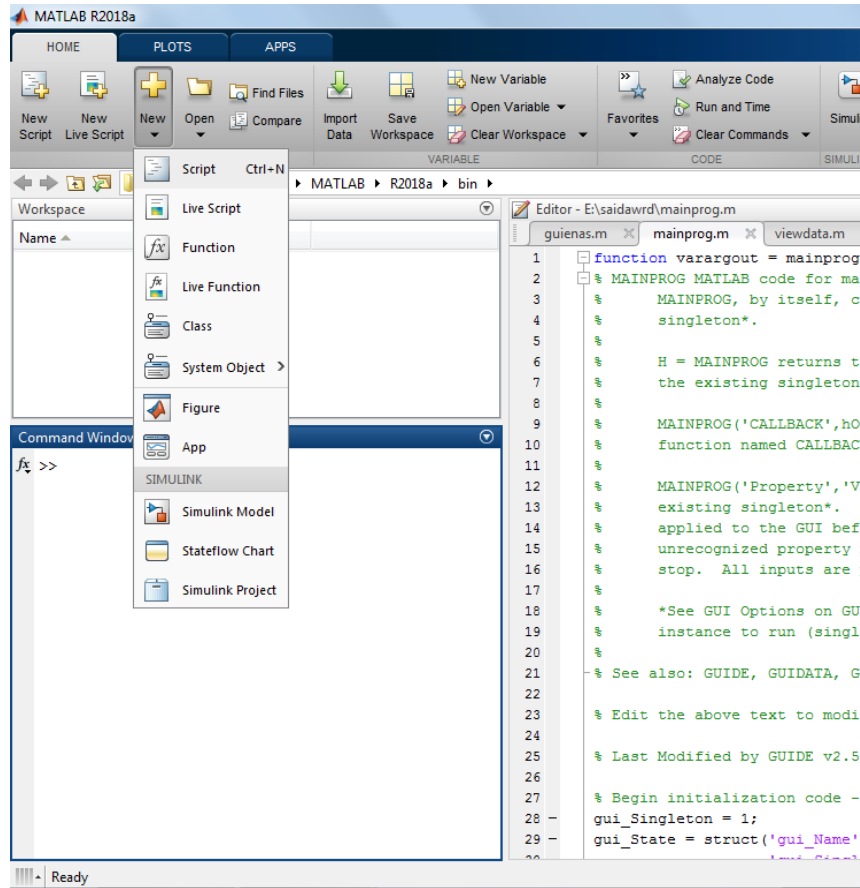 MATLAB R2018a
HOME PLOTS APPS
New Script
New Live Script
New
Open
Find Files
Compare
Import Data
Save Workspace
New Variable
Open Variable
Clear Workspace
Favorites
Analyze Code
Run and Time
Clear Commands
Simul
VARIABLE CODE SIMULI
MATLAB R2018a bin
Workspace
Name
Script Ctrl+N
Live Script
Function
Live Function
Class
System Object
Figure
App
SIMULINK
Simulink Model
Stateflow Chart
Simulink Project
Command Window
fx >>
Editor - E:\saidawrd\mainprog.m
guienas.m mainprog.m viewdata.m
1 function varargout = mainprog
2 % MAINPROG MATLAB code for ma
3 % MAINPROG, by itself, c
4 % singleton*.
5 %
6 % H = MAINPROG returns t
7 % the existing singleton
8 %
9 % MAINPROG('CALLBACK',hO
10 % function named CALLBAC
11 %
12 % MAINPROG('Property','V
13 % existing singleton*.
14 % applied to the GUI bef
15 % unrecognized property
16 % stop. All inputs are
17 %
18 % *See GUI Options on GU
19 % instance to run (singl
20 %
21 % See also: GUIDE, GUIDATA, G
22
23 % Edit the above text to modi
24
25 % Last Modified by GUIDE v2.5
26
27 % Begin initialization code -
28 gui_Singleton = 1;
29 gui_State = struct('gui_Name'
Ready